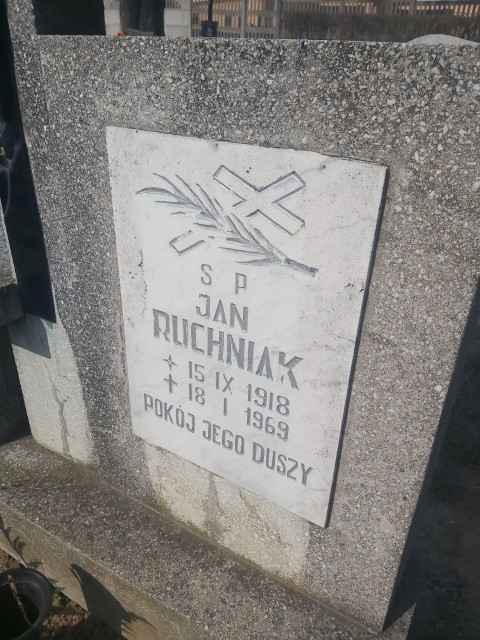 S P
JAN
RUCHNIAK
+ 15 IX 1918
+ 18 I 1969
POKÓJ JEGO DUSZY